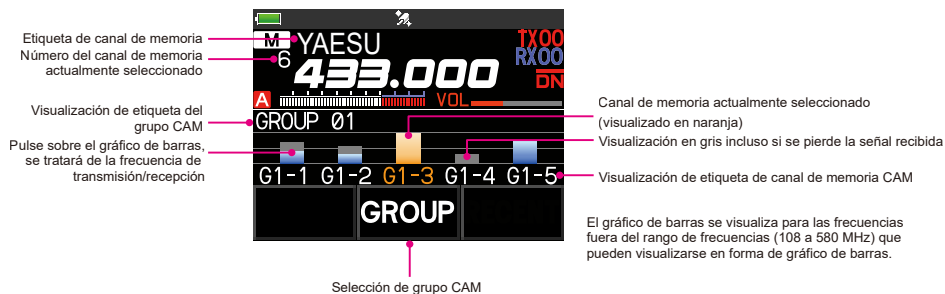 Etiqueta de canal de memoria
Número del canal de memoria
actualmente seleccionado
Visualización de etiqueta del
grupo CAM
Pulse sobre el gráfico de barras,
se tratará de la frecuencia de
transmisión/recepción
M YAESU TX00
6 433.000 RX00
DN
A VOL
GROUP 01
G1-1 G1-2 G1-3 G1-4 G1-5
GROUP
Canal de memoria actualmente seleccionado
(visualizado en naranja)
Visualización en gris incluso si se pierde la señal recibida
Visualización de etiqueta de canal de memoria CAM
El gráfico de barras se visualiza para las frecuencias
fuera del rango de frecuencias (108 a 580 MHz) que
pueden visualizarse en forma de gráfico de barras.
Selección de grupo CAM